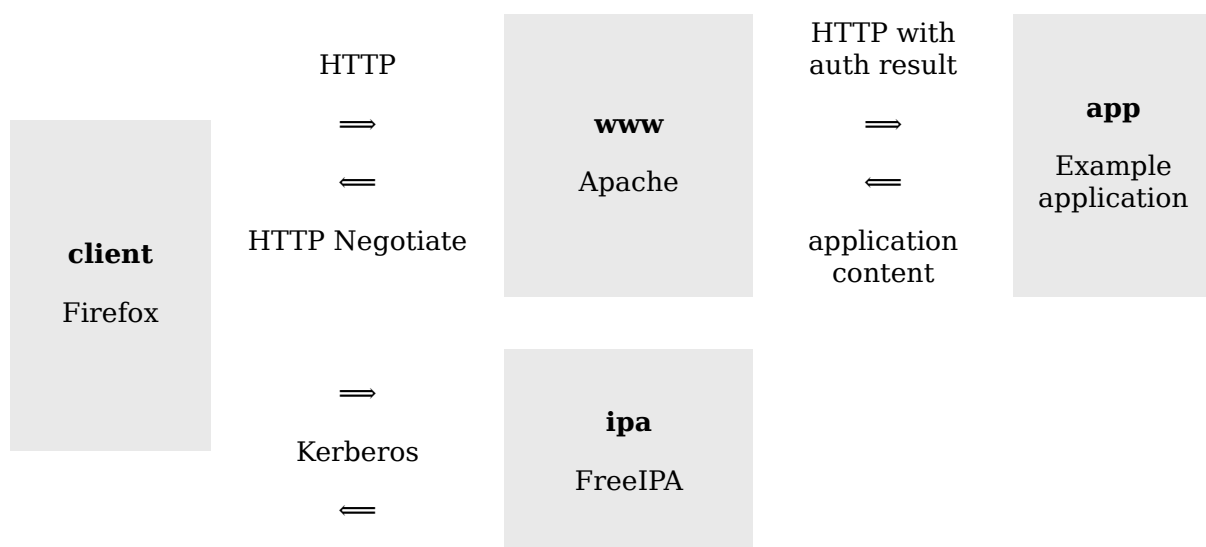 client
Firefox
HTTP
⟹
⟸
HTTP Negotiate
www
Apache
HTTP with
auth result
⟹
⟸
application
content
app
Example
application
⟹
Kerberos
⟸
ipa
FreeIPA